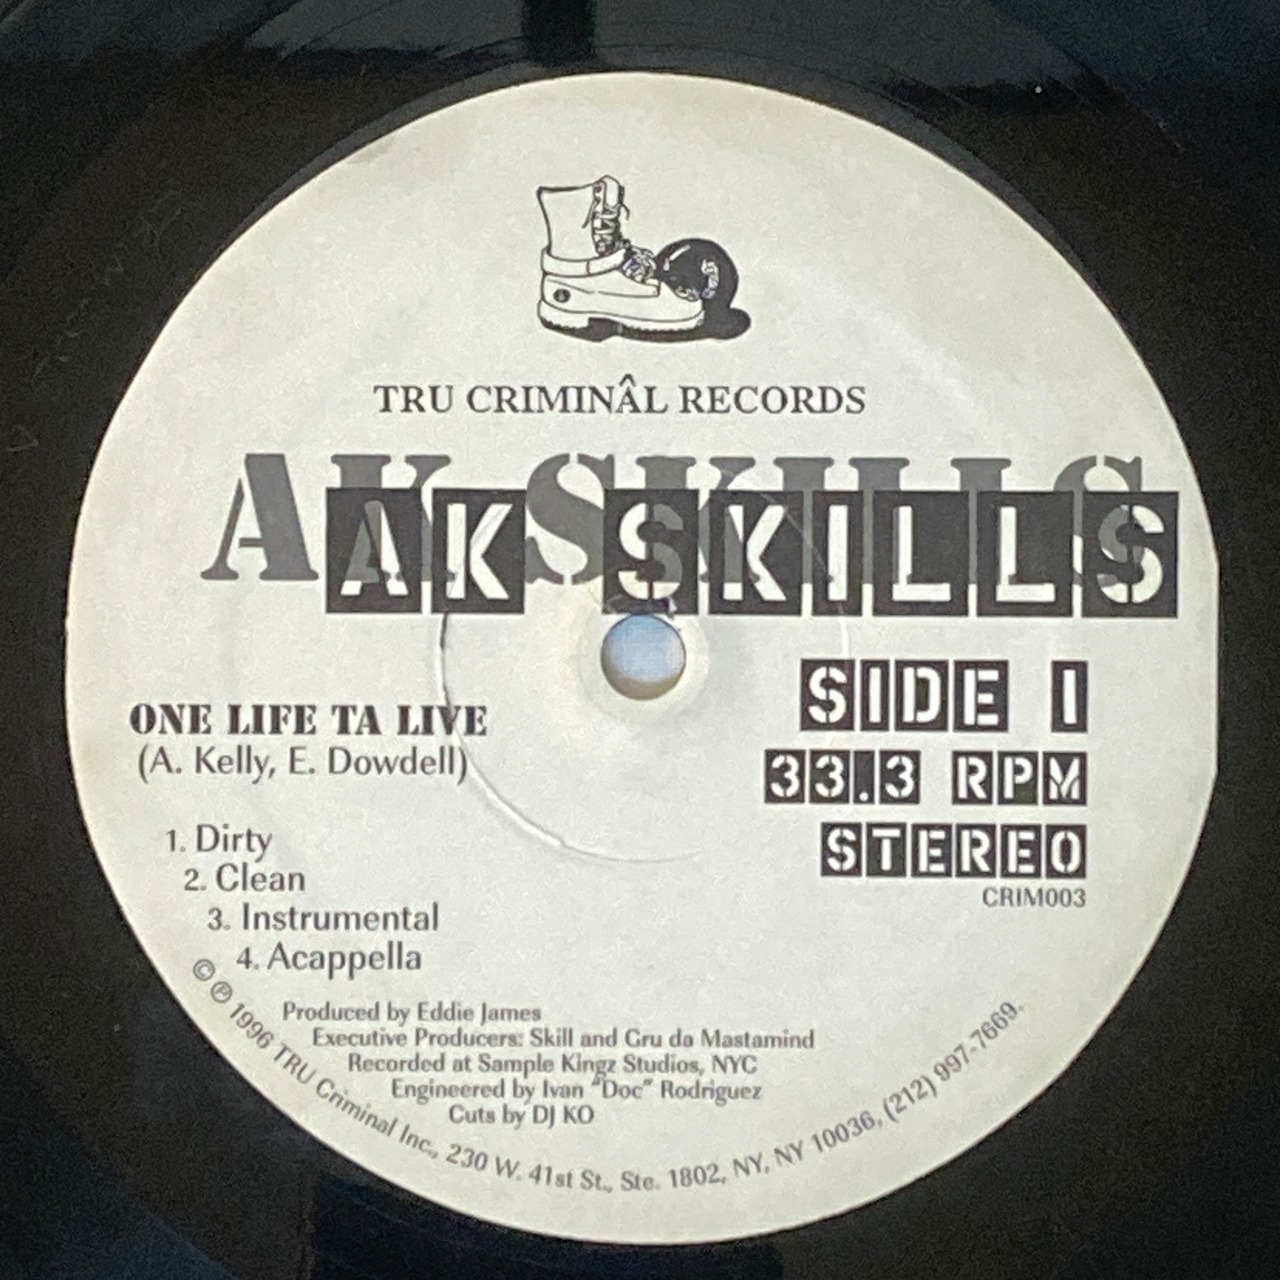 TRU CRIMINÂL RECORDS
AK SKILLS
AK SKILLS
SIDE 1
33.3 RPM
STEREO
CRIM003
ONE LIFE TA LIVE
(A. Kelly, E. Dowdell)
1. Dirty
2. Clean
3. Instrumental
4. Acappella
Produced by Eddie James
Executive Producers: Skill and Gru da Mastamind
Recorded at Sample Kingz Studios, NYC
Engineered by Ivan "Doc" Rodriguez
Cuts by DJ KO
© ℗ 1996 TRU Criminal Inc., 230 W. 41st St., Ste. 1802, NY, NY 10036, (212) 997-7669.